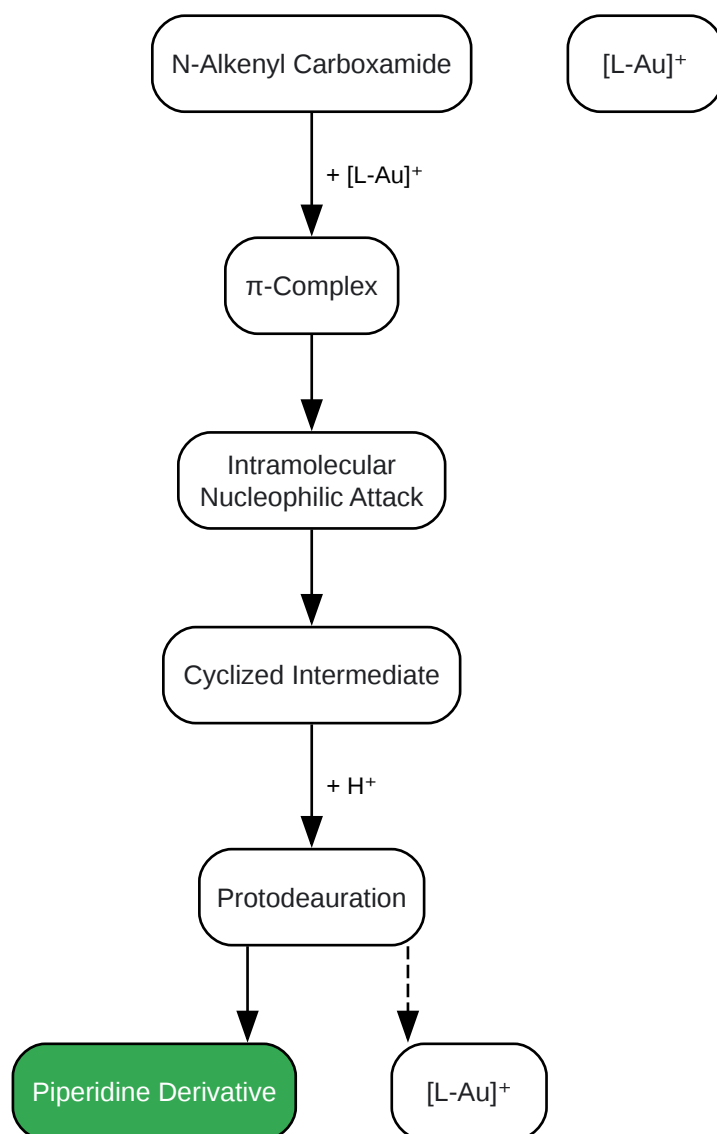 N-Alkenyl Carboxamide
[L-Au]⁺
+ [L-Au]⁺
π-Complex
Intramolecular
Nucleophilic Attack
Cyclized Intermediate
+ H⁺
Protodeauration
Piperidine Derivative
[L-Au]⁺